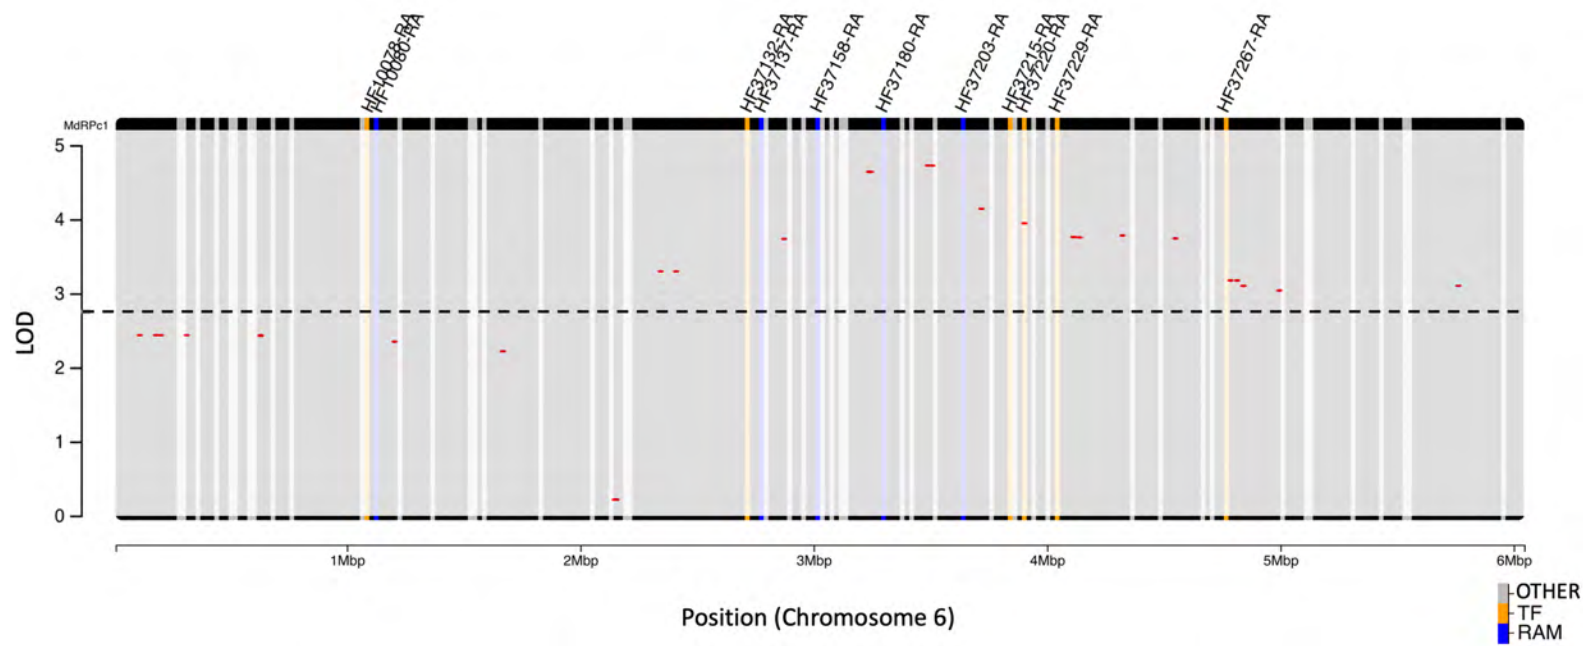 HF10078-RA
HF10080-RA
HF37132-RA
HF37137-RA
HF37158-RA
HF37180-RA
HF37203-RA
HF37215-RA
HF37220-RA
HF37229-RA
HF37267-RA
MdRPc1
5
4
3
2
1
0
LOD
1Mbp
2Mbp
3Mbp
4Mbp
5Mbp
6Mbp
Position (Chromosome 6)
OTHER
TF
RAM